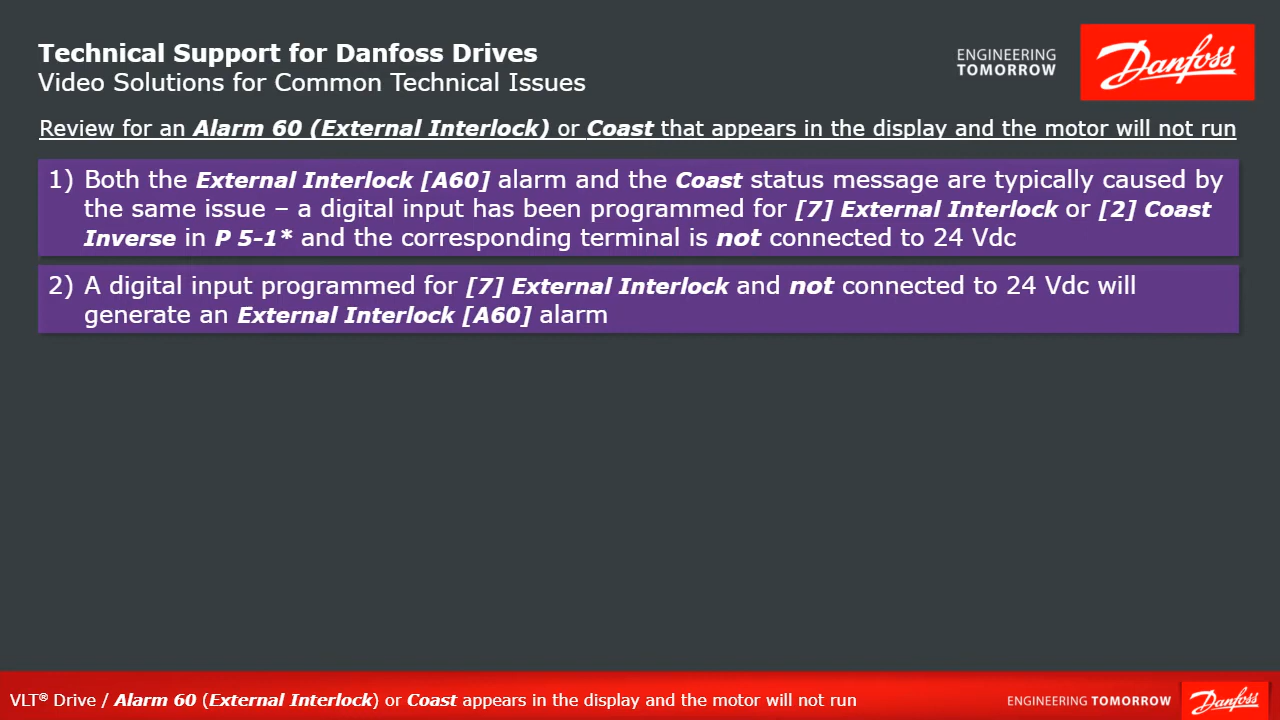 Technical Support for Danfoss Drives
Video Solutions for Common Technical Issues
ENGINEERING
TOMORROW
Danfoss
Review for an Alarm 60 (External Interlock) or Coast that appears in the display and the motor will not run
1) Both the External Interlock [A60] alarm and the Coast status message are typically caused by
the same issue – a digital input has been programmed for [7] External Interlock or [2] Coast
Inverse in P 5-1* and the corresponding terminal is not connected to 24 Vdc
2) A digital input programmed for [7] External Interlock and not connected to 24 Vdc will
generate an External Interlock [A60] alarm
VLT® Drive / Alarm 60 (External Interlock) or Coast appears in the display and the motor will not run
ENGINEERING TOMORROW
Danfoss